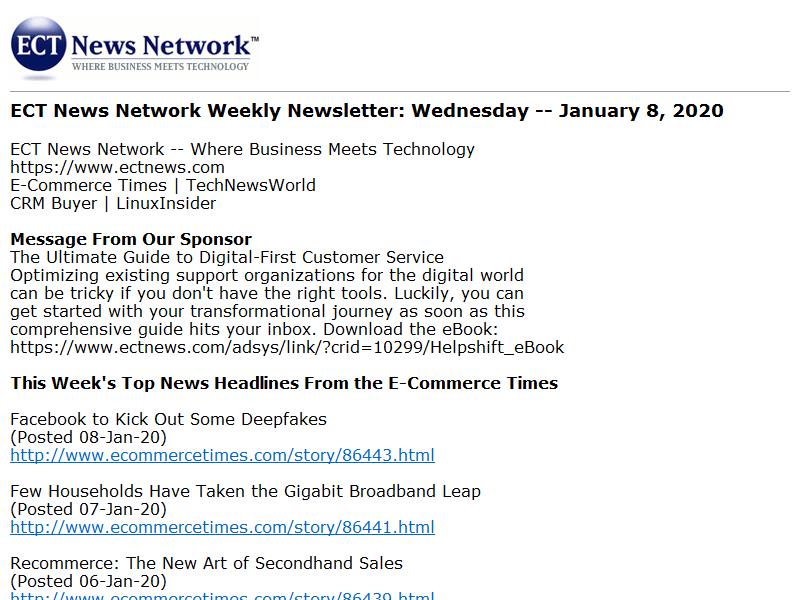 ECT News Network™
WHERE BUSINESS MEETS TECHNOLOGY
ECT News Network Weekly Newsletter: Wednesday -- January 8, 2020
ECT News Network -- Where Business Meets Technology
https://www.ectnews.com
E-Commerce Times | TechNewsWorld
CRM Buyer | LinuxInsider
Message From Our Sponsor
The Ultimate Guide to Digital-First Customer Service
Optimizing existing support organizations for the digital world
can be tricky if you don't have the right tools. Luckily, you can
get started with your transformational journey as soon as this
comprehensive guide hits your inbox. Download the eBook:
https://www.ectnews.com/adsys/link/?crid=10299/Helpshift_eBook
This Week's Top News Headlines From the E-Commerce Times
Facebook to Kick Out Some Deepfakes
(Posted 08-Jan-20)
http://www.ecommercetimes.com/story/86443.html
Few Households Have Taken the Gigabit Broadband Leap
(Posted 07-Jan-20)
http://www.ecommercetimes.com/story/86441.html
Recommerce: The New Art of Secondhand Sales
(Posted 06-Jan-20)
http://www.ecommercetimes.com/story/86439.html